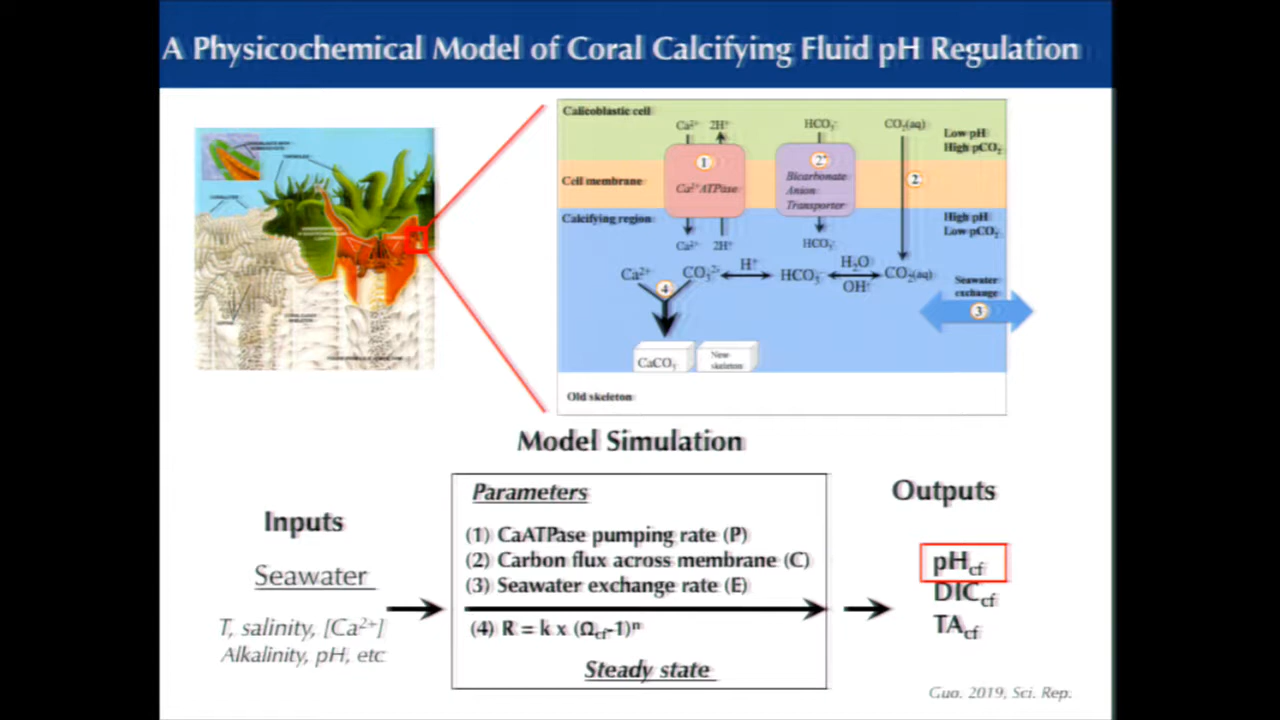 A Physicochemical Model of Coral Calcifying Fluid pH Regulation
Calicoblastic cell
Ca²⁺ 2H⁺
HCO₃⁻
CO₂(aq)
Low pH
High pCO₂
1
2'
2
Cell membrane
Ca²⁺ATPase
Bicarbonate
Anion
Transporter
Calcifying region
High pH
Low pCO₂
Ca²⁺ 2H⁺
HCO₃⁻
Ca²⁺ CO₃²⁻ H⁺ HCO₃⁻ H₂O OH⁻ CO₂(aq)
4
Seawater
exchange
3
CaCO₃
New
skeleton
Old skeleton
Model Simulation
Inputs
Seawater
T, salinity, [Ca²⁺]
Alkalinity, pH, etc
Parameters
(1) CaATPase pumping rate (P)
(2) Carbon flux across membrane (C)
(3) Seawater exchange rate (E)
(4) R = k x (Ωcf-1)ⁿ
Steady state
Outputs
pHcf
DICcf
TAcf
Guo. 2019, Sci. Rep.